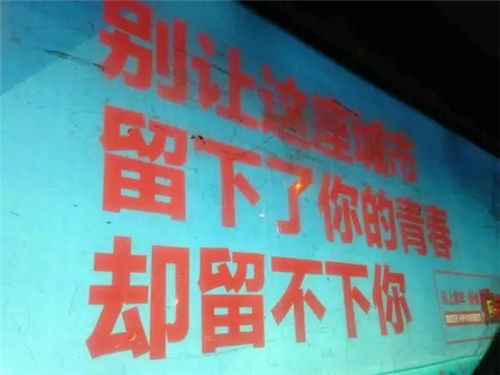 别让这座城市
留下了你的青春
却留不下你